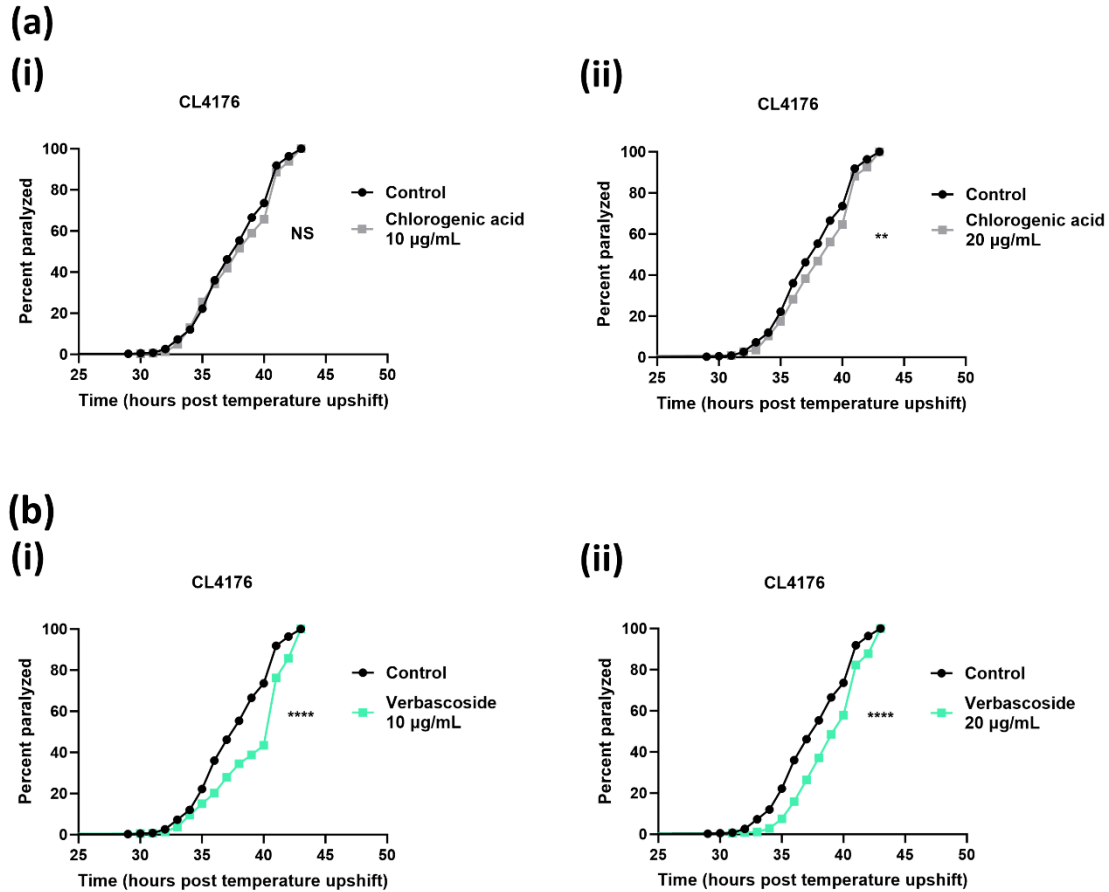 (a)
(i)
CL4176
Percent paralyzed
100
80
60
40
20
0
25 30 35 40 45 50
Time (hours post temperature upshift)
Control
Chlorogenic acid
10 µg/mL
NS
(ii)
CL4176
Percent paralyzed
100
80
60
40
20
0
25 30 35 40 45 50
Time (hours post temperature upshift)
Control
Chlorogenic acid
20 µg/mL
**
(b)
(i)
CL4176
Percent paralyzed
100
80
60
40
20
0
25 30 35 40 45 50
Time (hours post temperature upshift)
Control
Verbascoside
10 µg/mL
****
(ii)
CL4176
Percent paralyzed
100
80
60
40
20
0
25 30 35 40 45 50
Time (hours post temperature upshift)
Control
Verbascoside
20 µg/mL
****